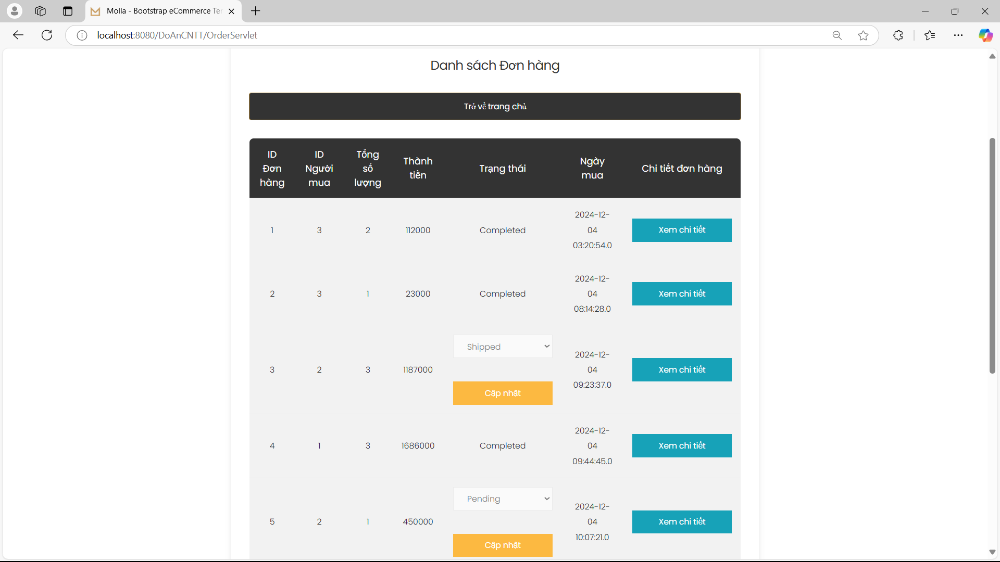 Molla - Bootstrap eCommerce Ter
localhost:8080/DoAnCNTT/OrderServlet
Danh sách Đơn hàng
Trở về trang chủ
ID Đơn hàng
ID Người mua
Tổng số lượng
Thành tiền
Trạng thái
Ngày mua
Chi tiết đơn hàng
1 3 2 112000 Completed 2024-12-04 03:20:54.0 Xem chi tiết
2 3 1 23000 Completed 2024-12-04 08:14:28.0 Xem chi tiết
3 2 3 1187000 Shipped Cập nhật 2024-12-04 09:23:37.0 Xem chi tiết
4 1 3 1686000 Completed 2024-12-04 09:44:45.0 Xem chi tiết
5 2 1 450000 Pending Cập nhật 2024-12-04 10:07:21.0 Xem chi tiết